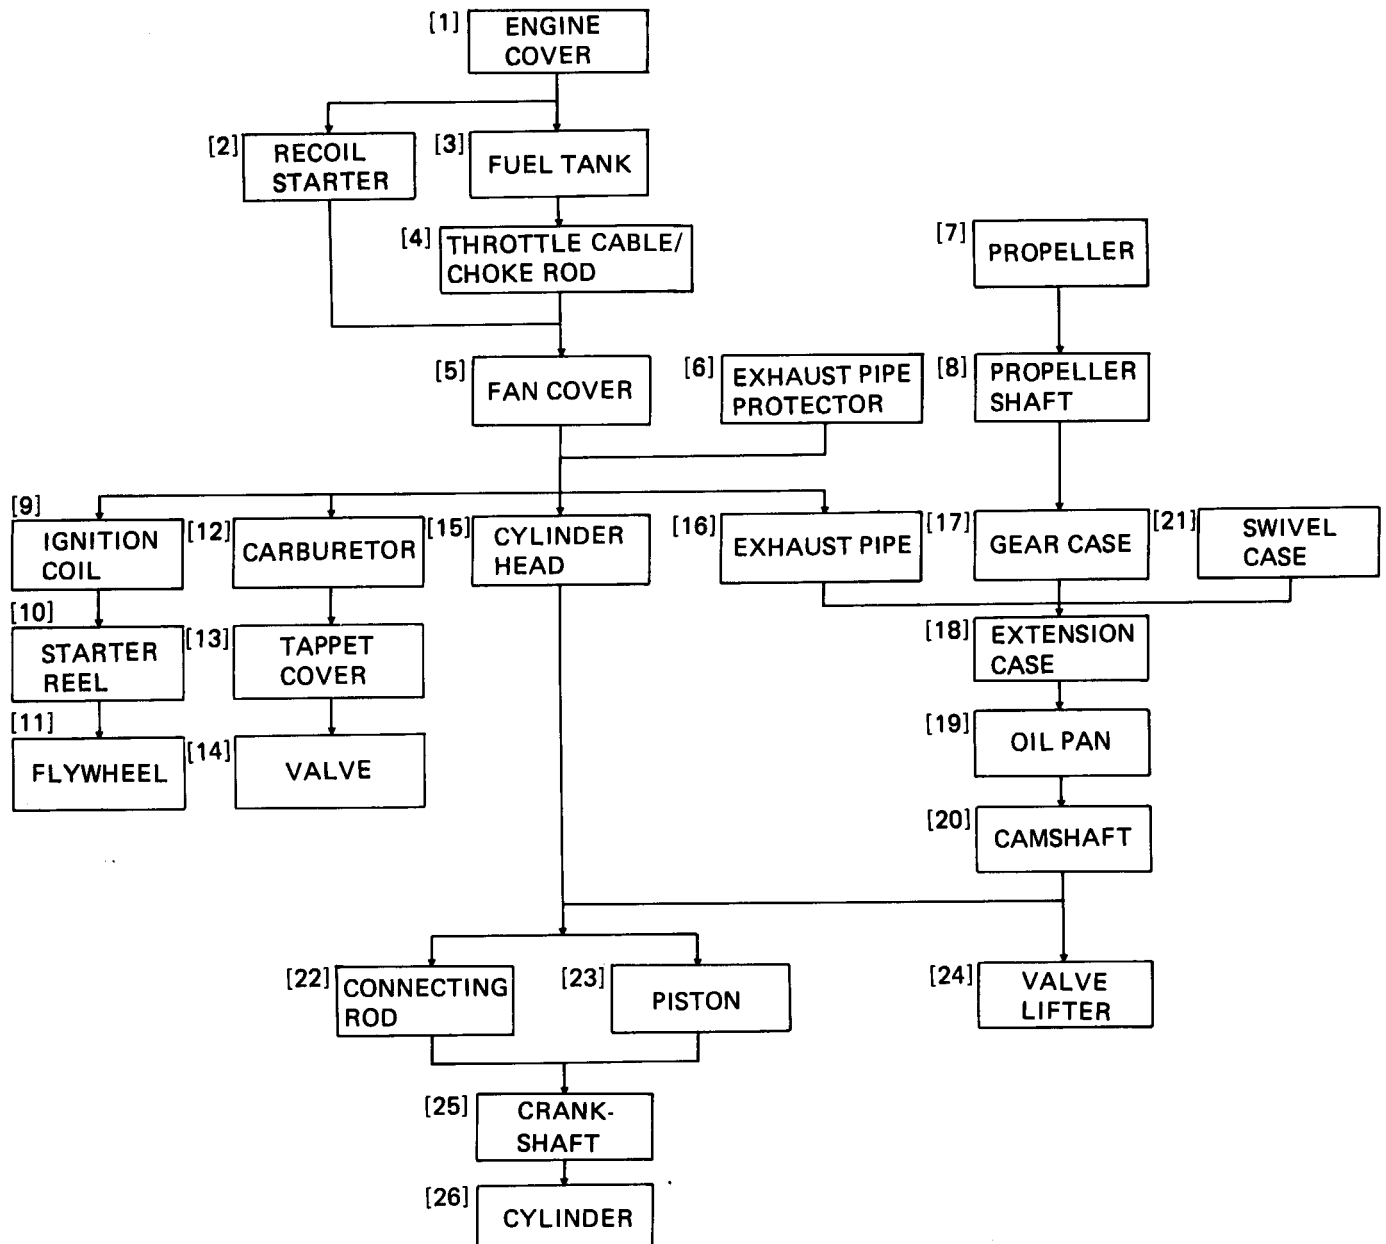 [1] ENGINE
COVER
[2] RECOIL
STARTER
[3] FUEL TANK
[4] THROTTLE CABLE/
CHOKE ROD
[7] PROPELLER
[5] FAN COVER
[6] EXHAUST PIPE
PROTECTOR
[8] PROPELLER
SHAFT
[9] IGNITION
COIL
[12] CARBURETOR
[15] CYLINDER
HEAD
[16] EXHAUST PIPE
[17] GEAR CASE
[21] SWIVEL
CASE
[10] STARTER
REEL
[13] TAPPET
COVER
[18] EXTENSION
CASE
[11] FLYWHEEL
[14] VALVE
[19] OIL PAN
[20] CAMSHAFT
[22] CONNECTING
ROD
[23] PISTON
[24] VALVE
LIFTER
[25] CRANK-
SHAFT
[26] CYLINDER